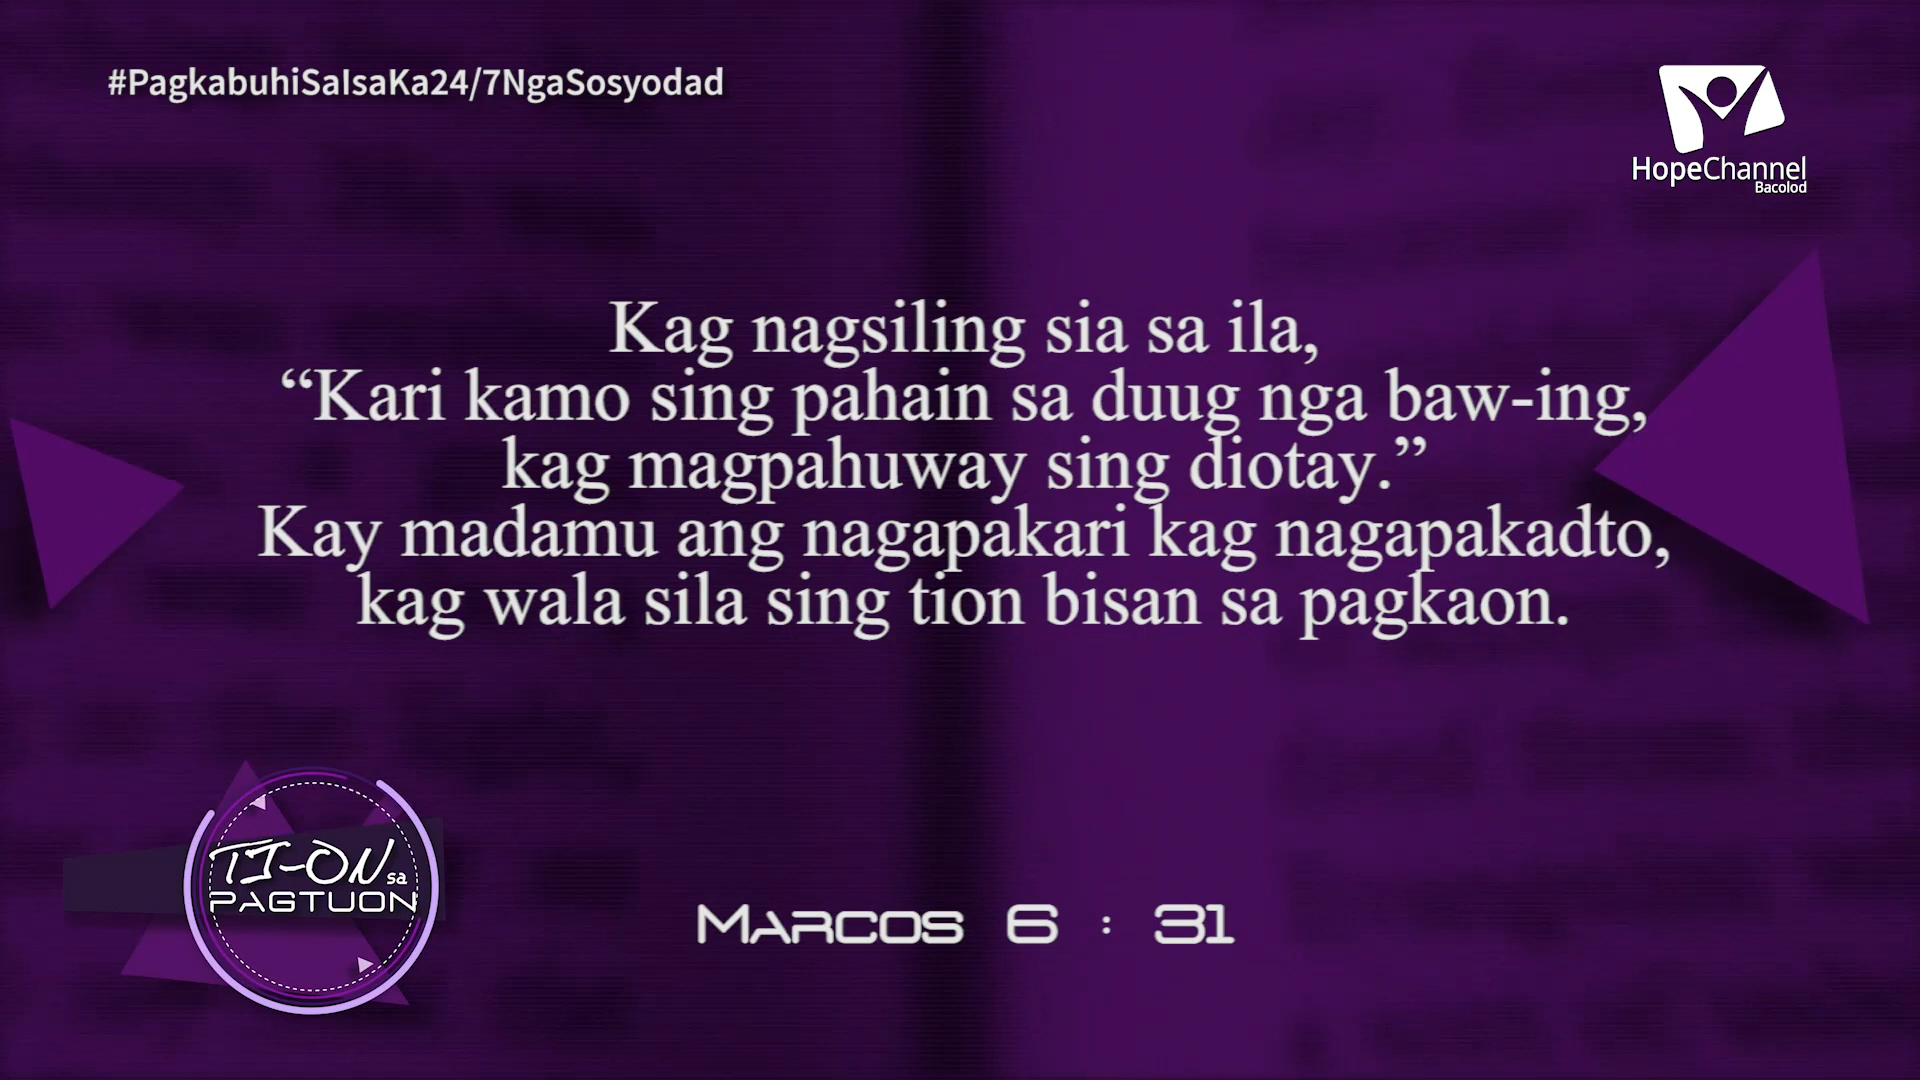 #PagkabuhiSaIsaKa24/7NgaSosyodad
HopeChannel
Bacolod
Kag nagsiling sia sa ila,
“Kari kamo sing pahain sa duug nga baw-ing,
kag magpahuway sing diotay.”
Kay madamu ang nagapakari kag nagapakadto,
kag wala sila sing tion bisan sa pagkaon.
TI-ON sa
PAGTUON
Marcos 6 : 31